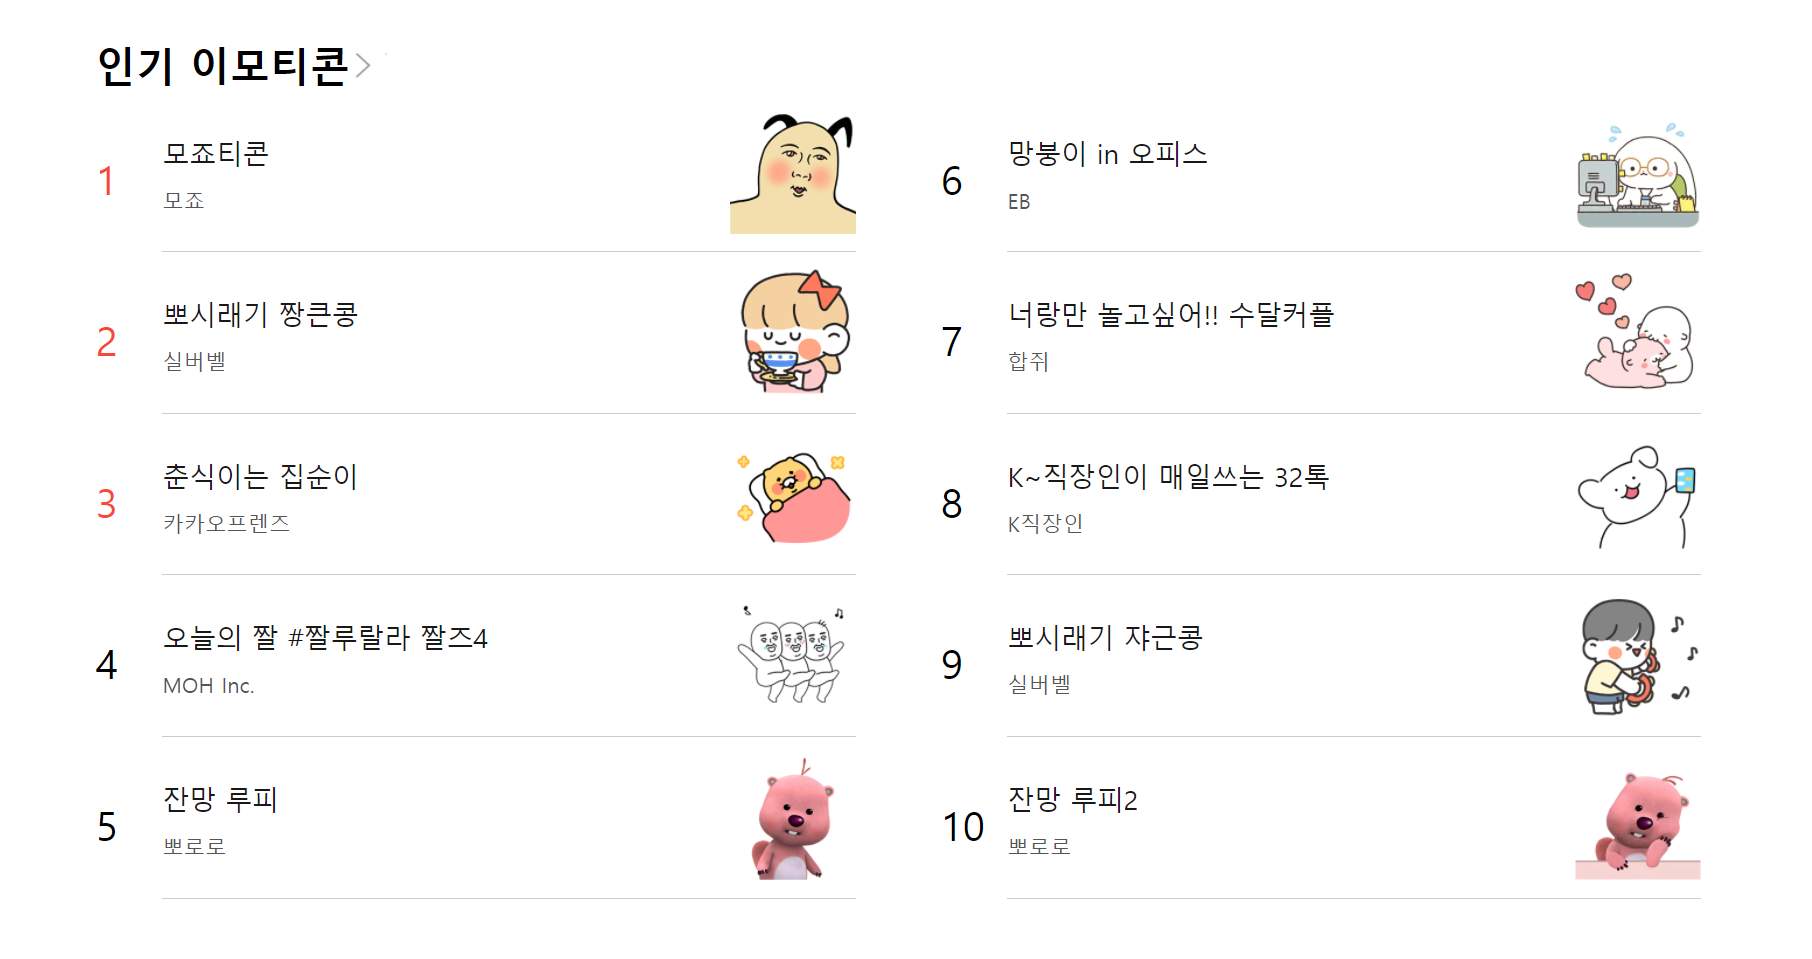 인기 이모티콘
1
모죠티콘
모죠
2
뽀시래기 짱큰콩
실버벨
3
춘식이는 집순이
카카오프렌즈
4
오늘의 짤 #짤루랄라 짤즈4
MOH Inc.
5
잔망 루피
뽀로로
6
망붕이 in 오피스
EB
7
너랑만 놀고싶어!! 수달커플
합쥐
8
K~직장인이 매일쓰는 32톡
K직장인
9
뽀시래기 쟈근콩
실버벨
10
잔망 루피2
뽀로로